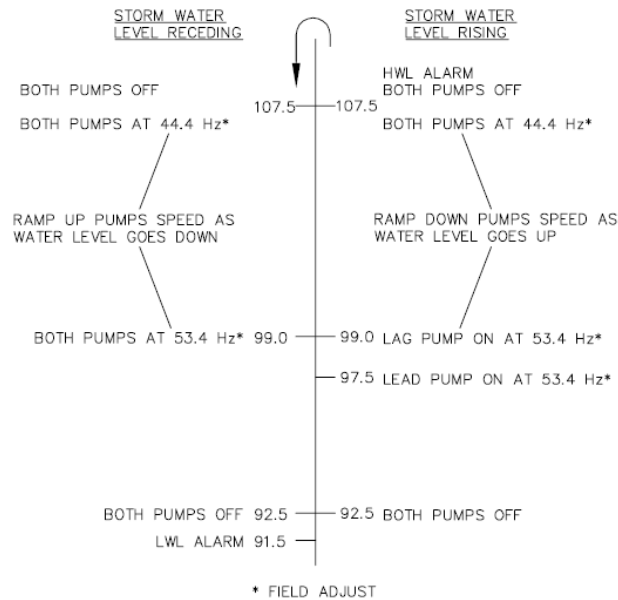 STORM WATER
LEVEL RECEDING
STORM WATER
LEVEL RISING
BOTH PUMPS OFF
HWL ALARM
BOTH PUMPS OFF
107.5
107.5
BOTH PUMPS AT 44.4 Hz*
BOTH PUMPS AT 44.4 Hz*
RAMP UP PUMPS SPEED AS
WATER LEVEL GOES DOWN
RAMP DOWN PUMPS SPEED AS
WATER LEVEL GOES UP
BOTH PUMPS AT 53.4 Hz* 99.0
99.0 LAG PUMP ON AT 53.4 Hz*
97.5 LEAD PUMP ON AT 53.4 Hz*
BOTH PUMPS OFF 92.5
92.5 BOTH PUMPS OFF
LWL ALARM 91.5
* FIELD ADJUST